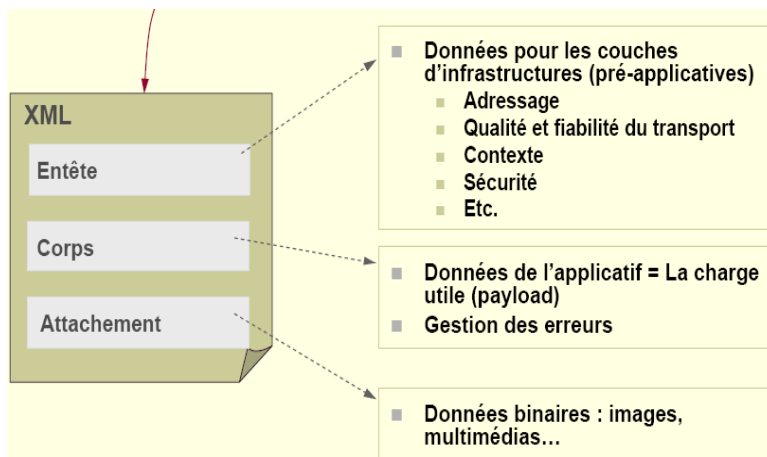 XML
Entête
Corps
Attachement
Données pour les couches
d'infrastructures (pré-applicatives)
Adressage
Qualité et fiabilité du transport
Contexte
Sécurité
Etc.
Données de l'applicatif = La charge
utile (payload)
Gestion des erreurs
Données binaires : images,
multimédias…